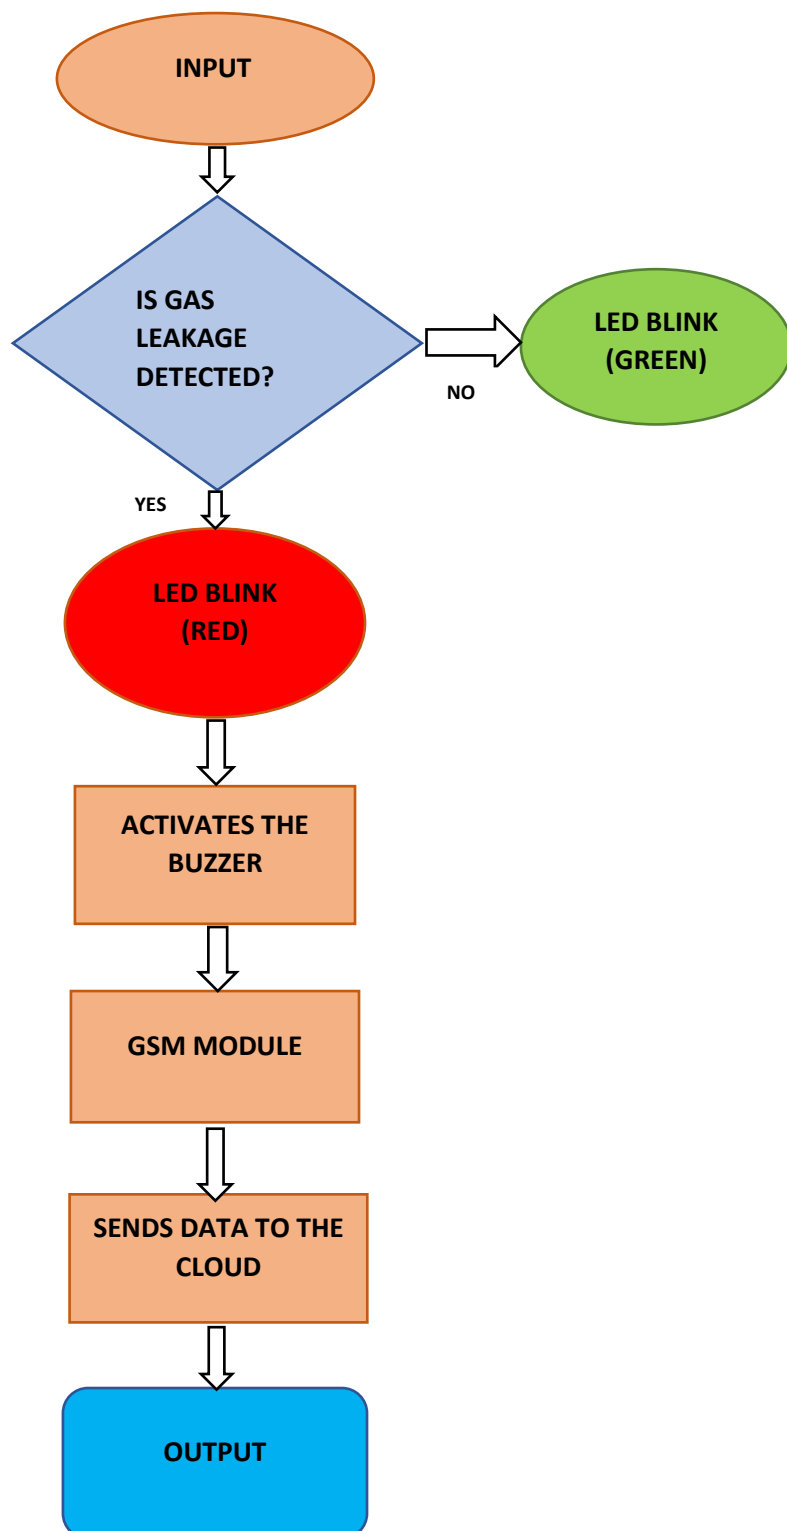 INPUT
IS GAS
LEAKAGE
DETECTED?
LED BLINK
(GREEN)
NO
YES
LED BLINK
(RED)
ACTIVATES THE
BUZZER
GSM MODULE
SENDS DATA TO THE
CLOUD
OUTPUT